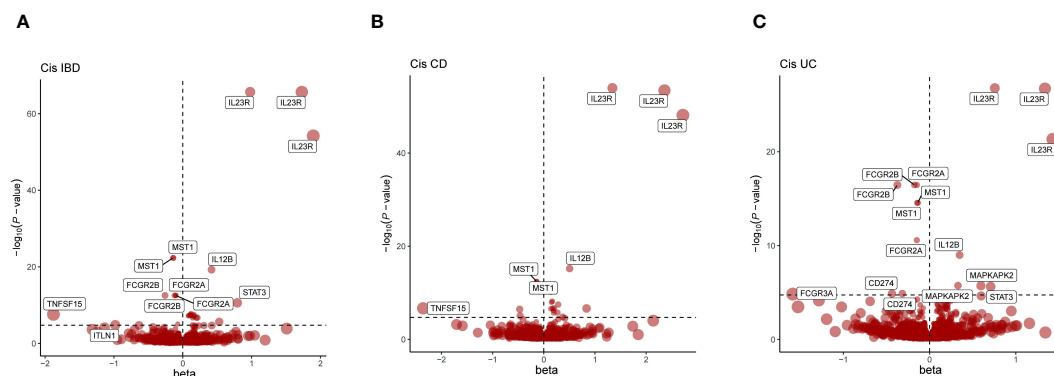 A
Cis IBD
−log10(P−value)
60
40
20
0
−2
−1
0
1
2
beta
IL23R
IL23R
IL23R
MST1
MST1
IL12B
FCGR2B
FCGR2A
FCGR2B
FCGR2A
STAT3
TNFSF15
ITLN1
B
Cis CD
−log10(P−value)
40
20
0
−2
−1
0
1
2
beta
IL23R
IL23R
IL23R
MST1
MST1
IL12B
TNFSF15
C
Cis UC
−log10(P−value)
20
10
0
−1
0
1
beta
IL23R
IL23R
IL23R
FCGR2B
FCGR2A
FCGR2B
MST1
MST1
FCGR2A
IL12B
CD274
MAPKAPK2
FCGR3A
CD274
MAPKAPK2
STAT3